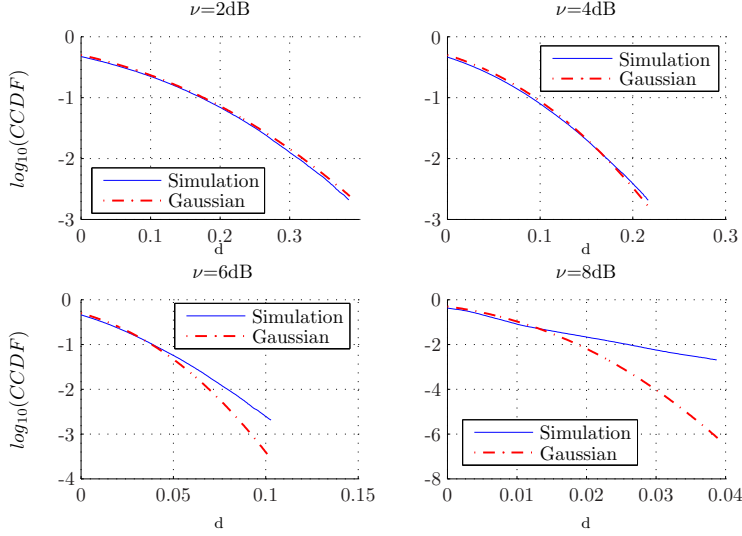 ν=2dB
0
-1
-2
-3
0
0.1
0.2
0.3
log10(CCDF)
d
Simulation
Gaussian
ν=4dB
0
-1
-2
-3
0
0.1
0.2
0.3
d
Simulation
Gaussian
ν=6dB
0
-1
-2
-3
-4
0
0.05
0.1
0.15
log10(CCDF)
d
Simulation
Gaussian
ν=8dB
0
-2
-4
-6
-8
0
0.01
0.02
0.03
0.04
d
Simulation
Gaussian